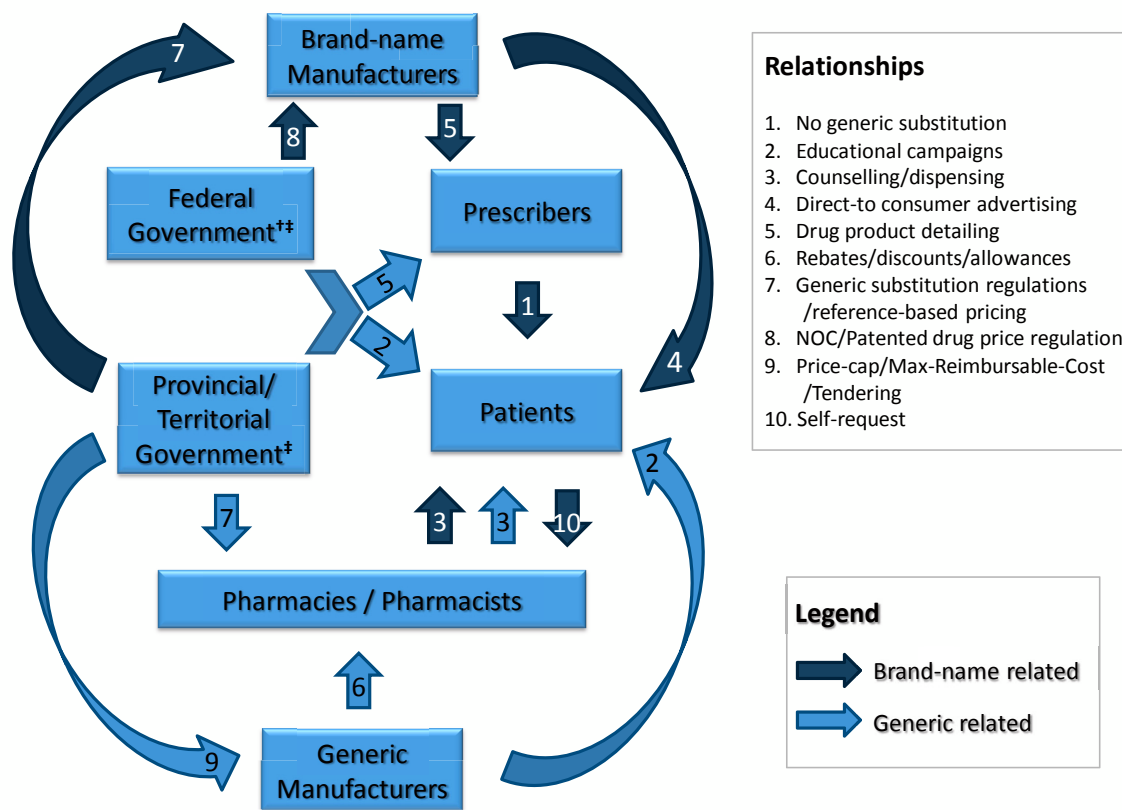 7
Brand-name
Manufacturers
8
5
Federal
Government†‡
Prescribers
5
2
1
4
Provincial/
Territorial
Government‡
Patients
2
7
3
3
10
Pharmacies / Pharmacists
6
9
Generic
Manufacturers
Relationships
1. No generic substitution
2. Educational campaigns
3. Counselling/dispensing
4. Direct-to consumer advertising
5. Drug product detailing
6. Rebates/discounts/allowances
7. Generic substitution regulations
/reference-based pricing
8. NOC/Patented drug price regulation
9. Price-cap/Max-Reimbursable-Cost
/Tendering
10. Self-request
Legend
Brand-name related
Generic related